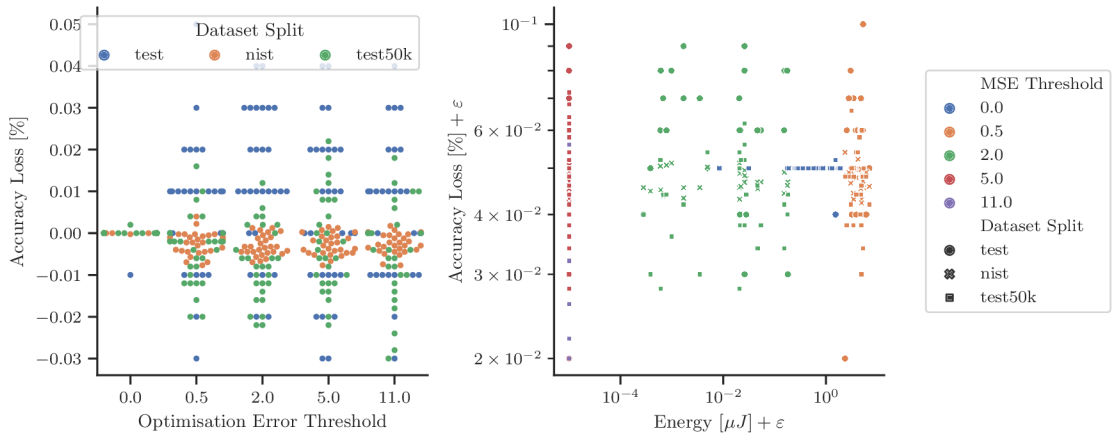 0.05
0.04
0.03
0.02
0.01
0.00
−0.01
−0.02
−0.03
Accuracy Loss [%]
Dataset Split
test nist test50k
0.0 0.5 2.0 5.0 11.0
Optimisation Error Threshold
10⁻¹
6 × 10⁻²
4 × 10⁻²
3 × 10⁻²
2 × 10⁻²
Accuracy Loss [%] + ε
10⁻⁴ 10⁻² 10⁰
Energy [μJ] + ε
MSE Threshold
0.0
0.5
2.0
5.0
11.0
Dataset Split
test
nist
test50k